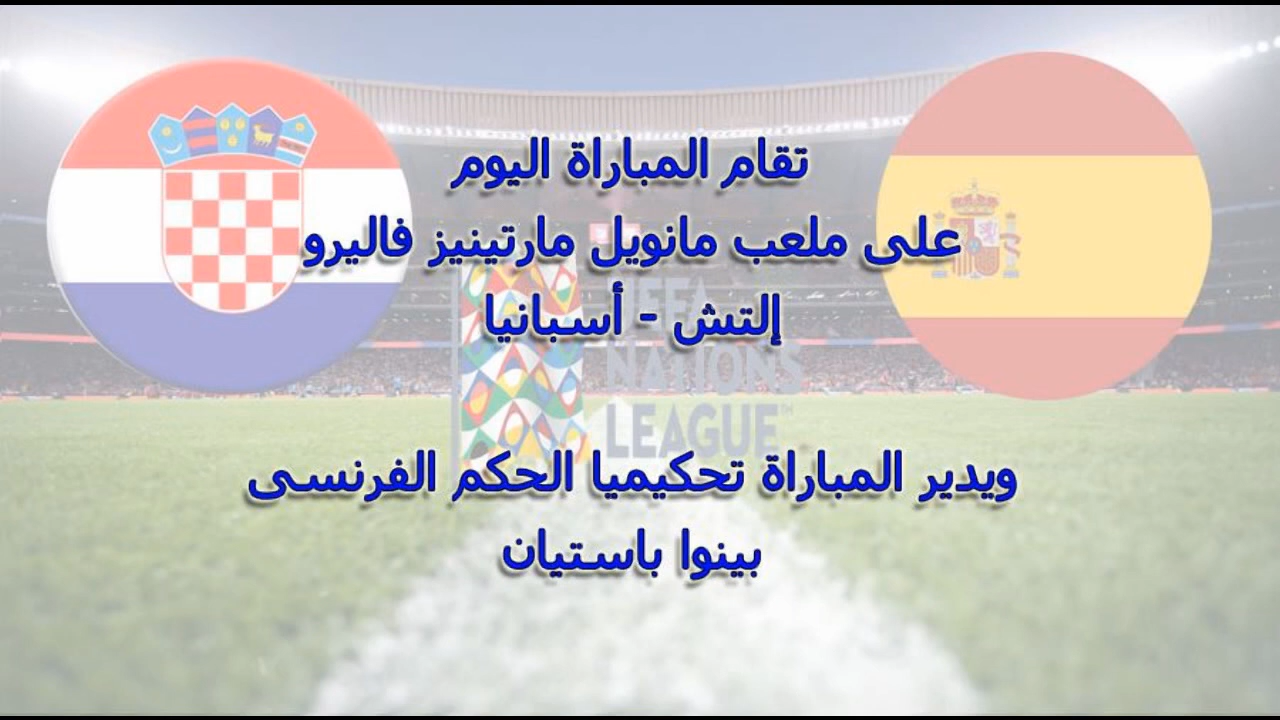 تقام المباراة اليوم
على ملعب مانويل مارتينيز فاليرو
إلتش - أسبانيا
UEFA
NATIONS
LEAGUE™
ويدير المباراة تحكيميا الحكم الفرنسى
بينوا باستيان